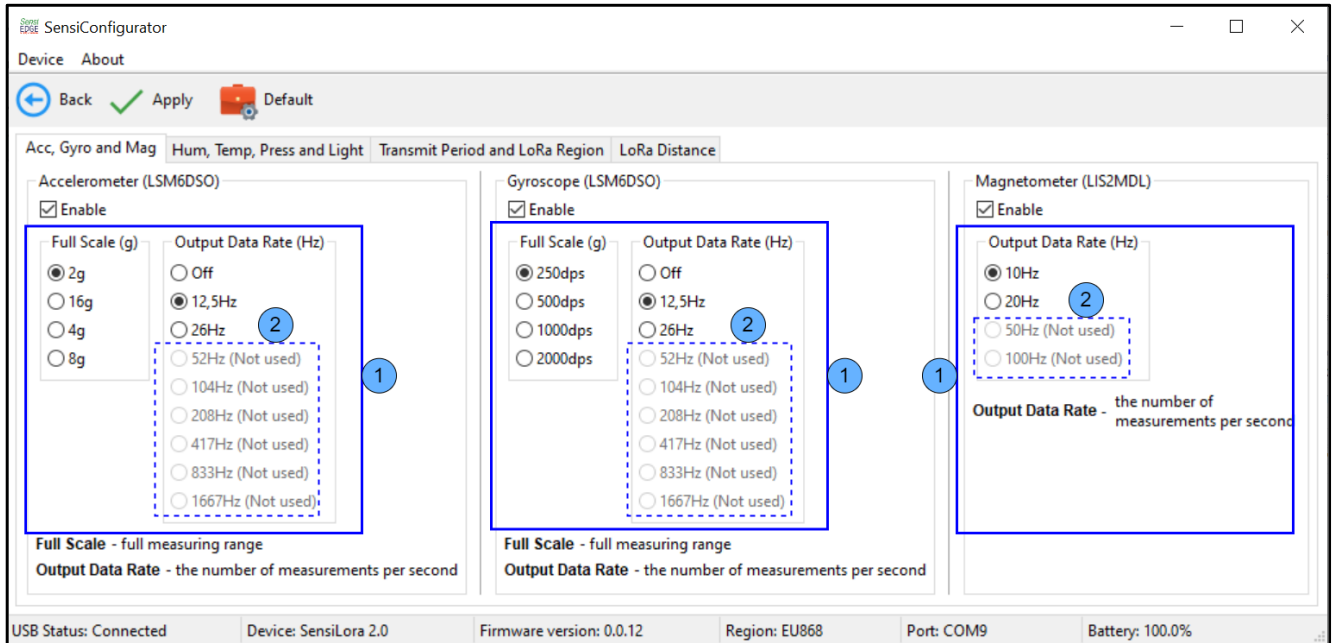 Sensi
EDGE
SensiConfigurator
Device About
Back Apply Default
Acc, Gyro and Mag Hum, Temp, Press and Light Transmit Period and LoRa Region LoRa Distance
Accelerometer (LSM6DSO)
Enable
Full Scale (g)
2g
16g
4g
8g
Output Data Rate (Hz)
Off
12,5Hz
26Hz
2
52Hz (Not used)
104Hz (Not used)
1
208Hz (Not used)
417Hz (Not used)
833Hz (Not used)
1667Hz (Not used)
Full Scale - full measuring range
Output Data Rate - the number of measurements per second
Gyroscope (LSM6DSO)
Enable
Full Scale (g)
250dps
500dps
1000dps
2000dps
Output Data Rate (Hz)
Off
12,5Hz
26Hz
2
52Hz (Not used)
104Hz (Not used)
1
208Hz (Not used)
417Hz (Not used)
833Hz (Not used)
1667Hz (Not used)
Full Scale - full measuring range
Output Data Rate - the number of measurements per second
Magnetometer (LIS2MDL)
Enable
Output Data Rate (Hz)
10Hz
20Hz
2
50Hz (Not used)
100Hz (Not used)
1
Output Data Rate - the number of
measurements per second
USB Status: Connected Device: SensiLora 2.0 Firmware version: 0.0.12 Region: EU868 Port: COM9 Battery: 100.0%